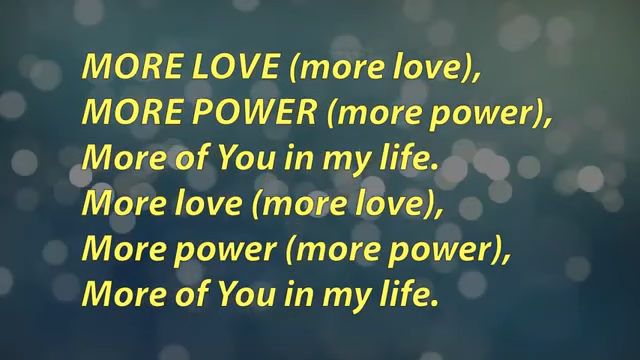 MORE LOVE (more love),
MORE POWER (more power),
More of You in my life.
More love (more love),
More power (more power),
More of You in my life.